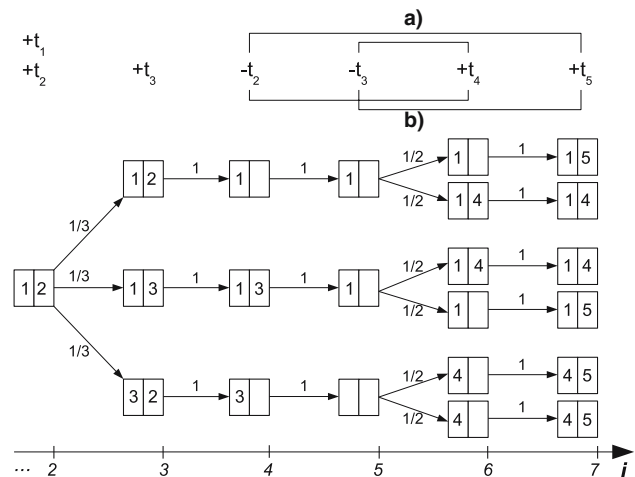 a)
+t1
+t2 +t3 -t2 -t3 +t4 +t5
b)
1/2 1 1 1 5
1 2 1 1 1 1
1/2 1 4 1 1 4
1/3
1/2 1 4 1 1 4
1 2 1/3 1 3 1 1 3 1 1
1/2 1 1 1 5
1/3
1/2 4 1 4 5
3 2 1 3 1
1/2 4 1 4 5
... 2 3 4 5 6 7 i